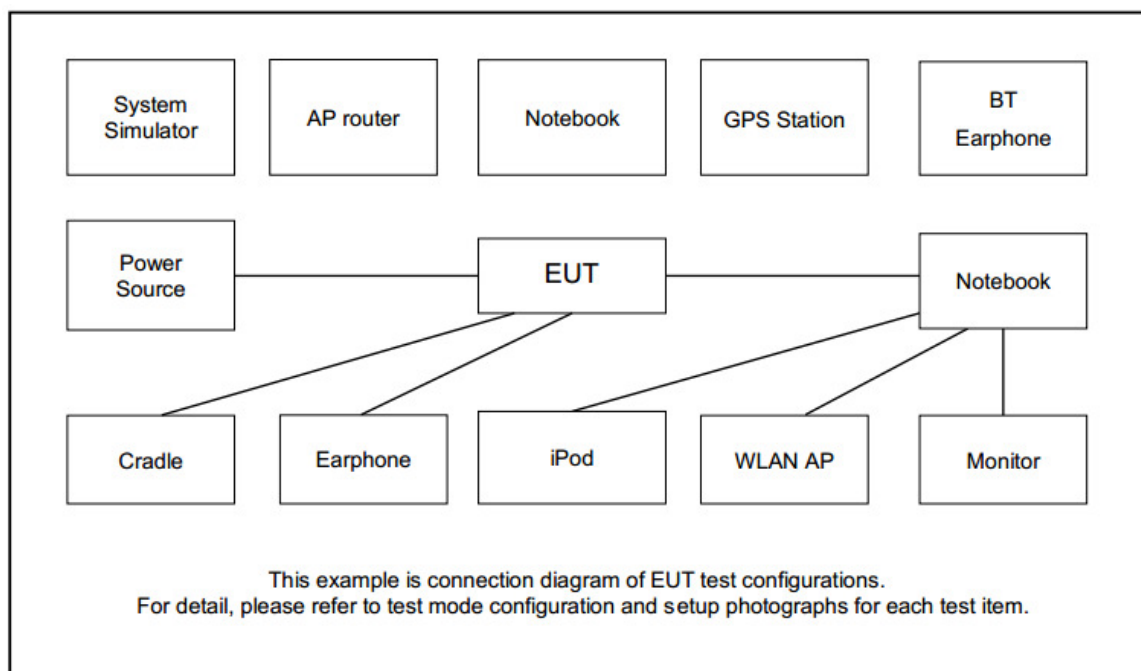 System
Simulator
AP router
Notebook
GPS Station
BT
Earphone
Power
Source
EUT
Notebook
Cradle
Earphone
iPod
WLAN AP
Monitor
This example is connection diagram of EUT test configurations.
For detail, please refer to test mode configuration and setup photographs for each test item.